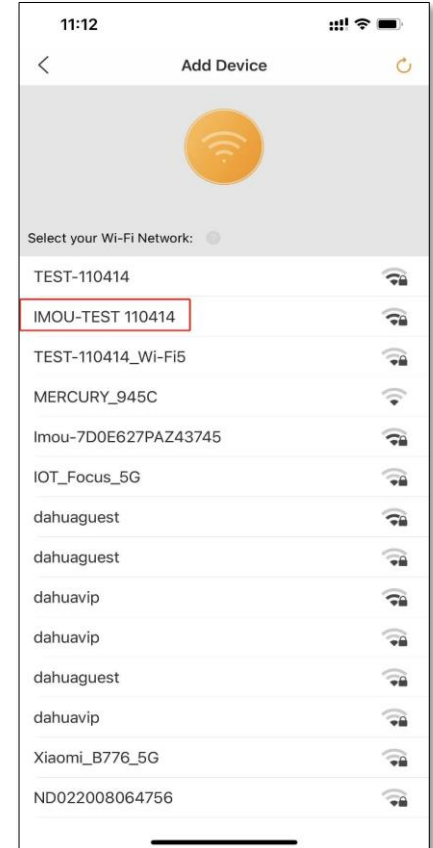 11:12
Add Device
Select your Wi-Fi Network:
TEST-110414
IMOU-TEST 110414
TEST-110414_Wi-Fi5
MERCURY_945C
Imou-7D0E627PAZ43745
IOT_Focus_5G
dahuaguest
dahuaguest
dahuavip
dahuavip
dahuaguest
dahuavip
Xiaomi_B776_5G
ND022008064756